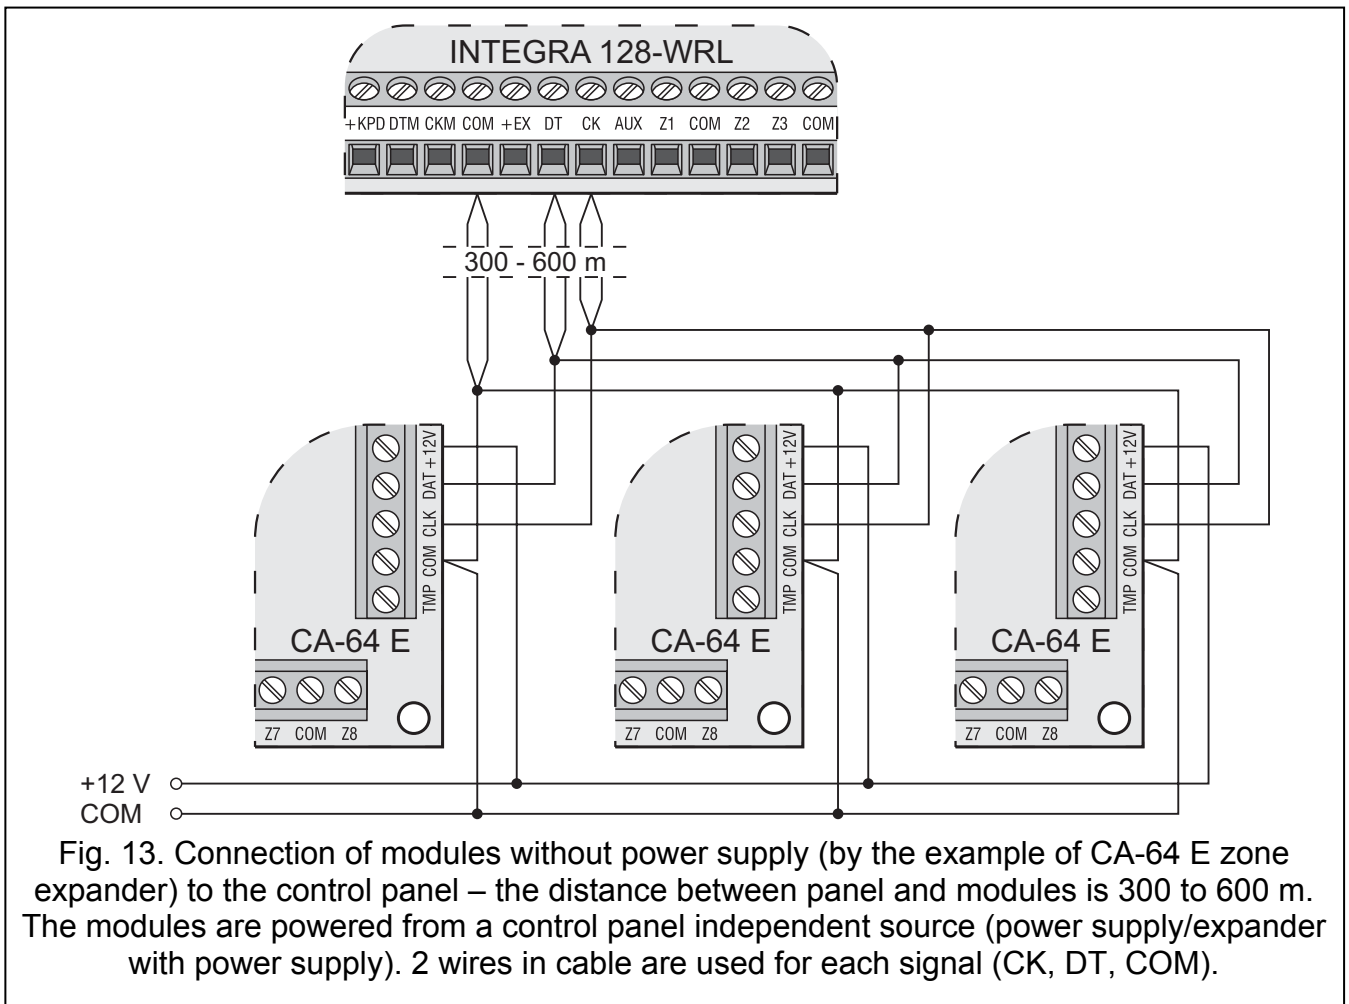 INTEGRA 128-WRL
+KPD DTM CKM COM +EX DT CK AUX Z1 COM Z2 Z3 COM
300 - 600 m
+12V
DAT
CLK
COM
TMP
CA-64 E
Z7 COM Z8
+12V
DAT
CLK
COM
TMP
CA-64 E
Z7 COM Z8
+12V
DAT
CLK
COM
TMP
CA-64 E
Z7 COM Z8
+12 V
COM
Fig. 13. Connection of modules without power supply (by the example of CA-64 E zone
expander) to the control panel – the distance between panel and modules is 300 to 600 m.
The modules are powered from a control panel independent source (power supply/expander
with power supply). 2 wires in cable are used for each signal (CK, DT, COM).